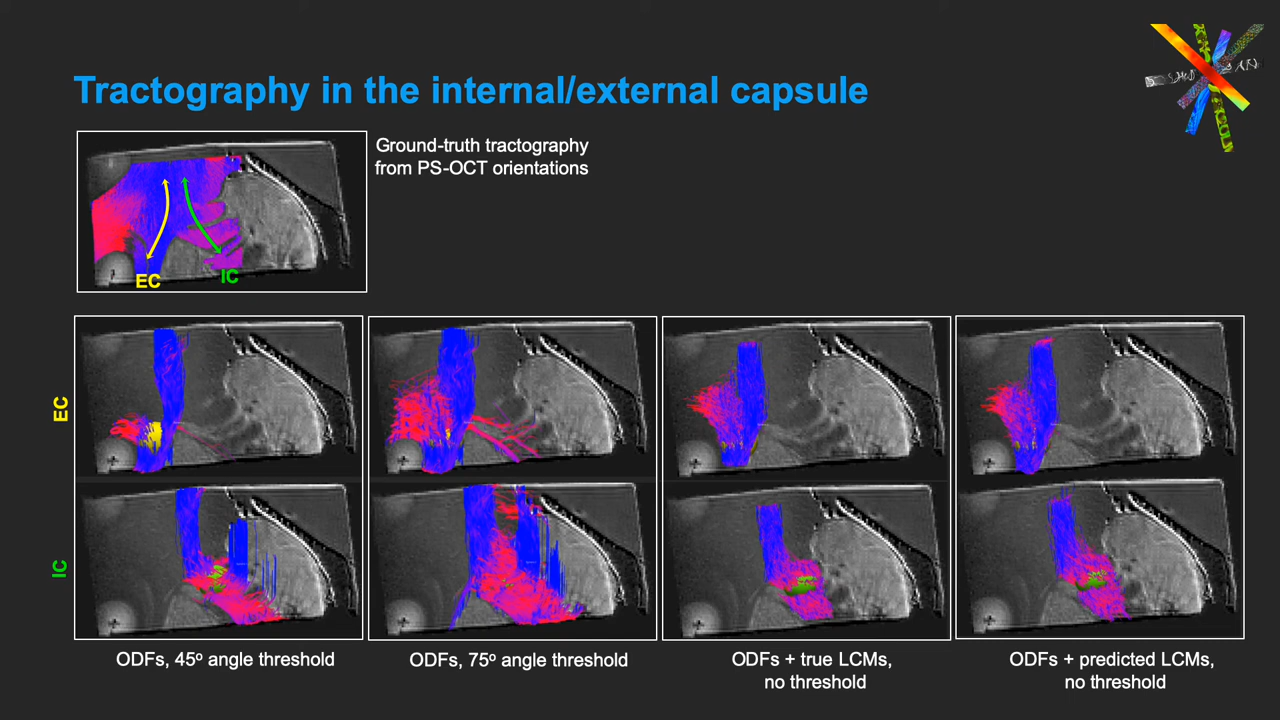 Tractography in the internal/external capsule
Ground-truth tractography
from PS-OCT orientations
EC
IC
EC
IC
ODFs, 45º angle threshold
ODFs, 75º angle threshold
ODFs + true LCMs,
no threshold
ODFs + predicted LCMs,
no threshold